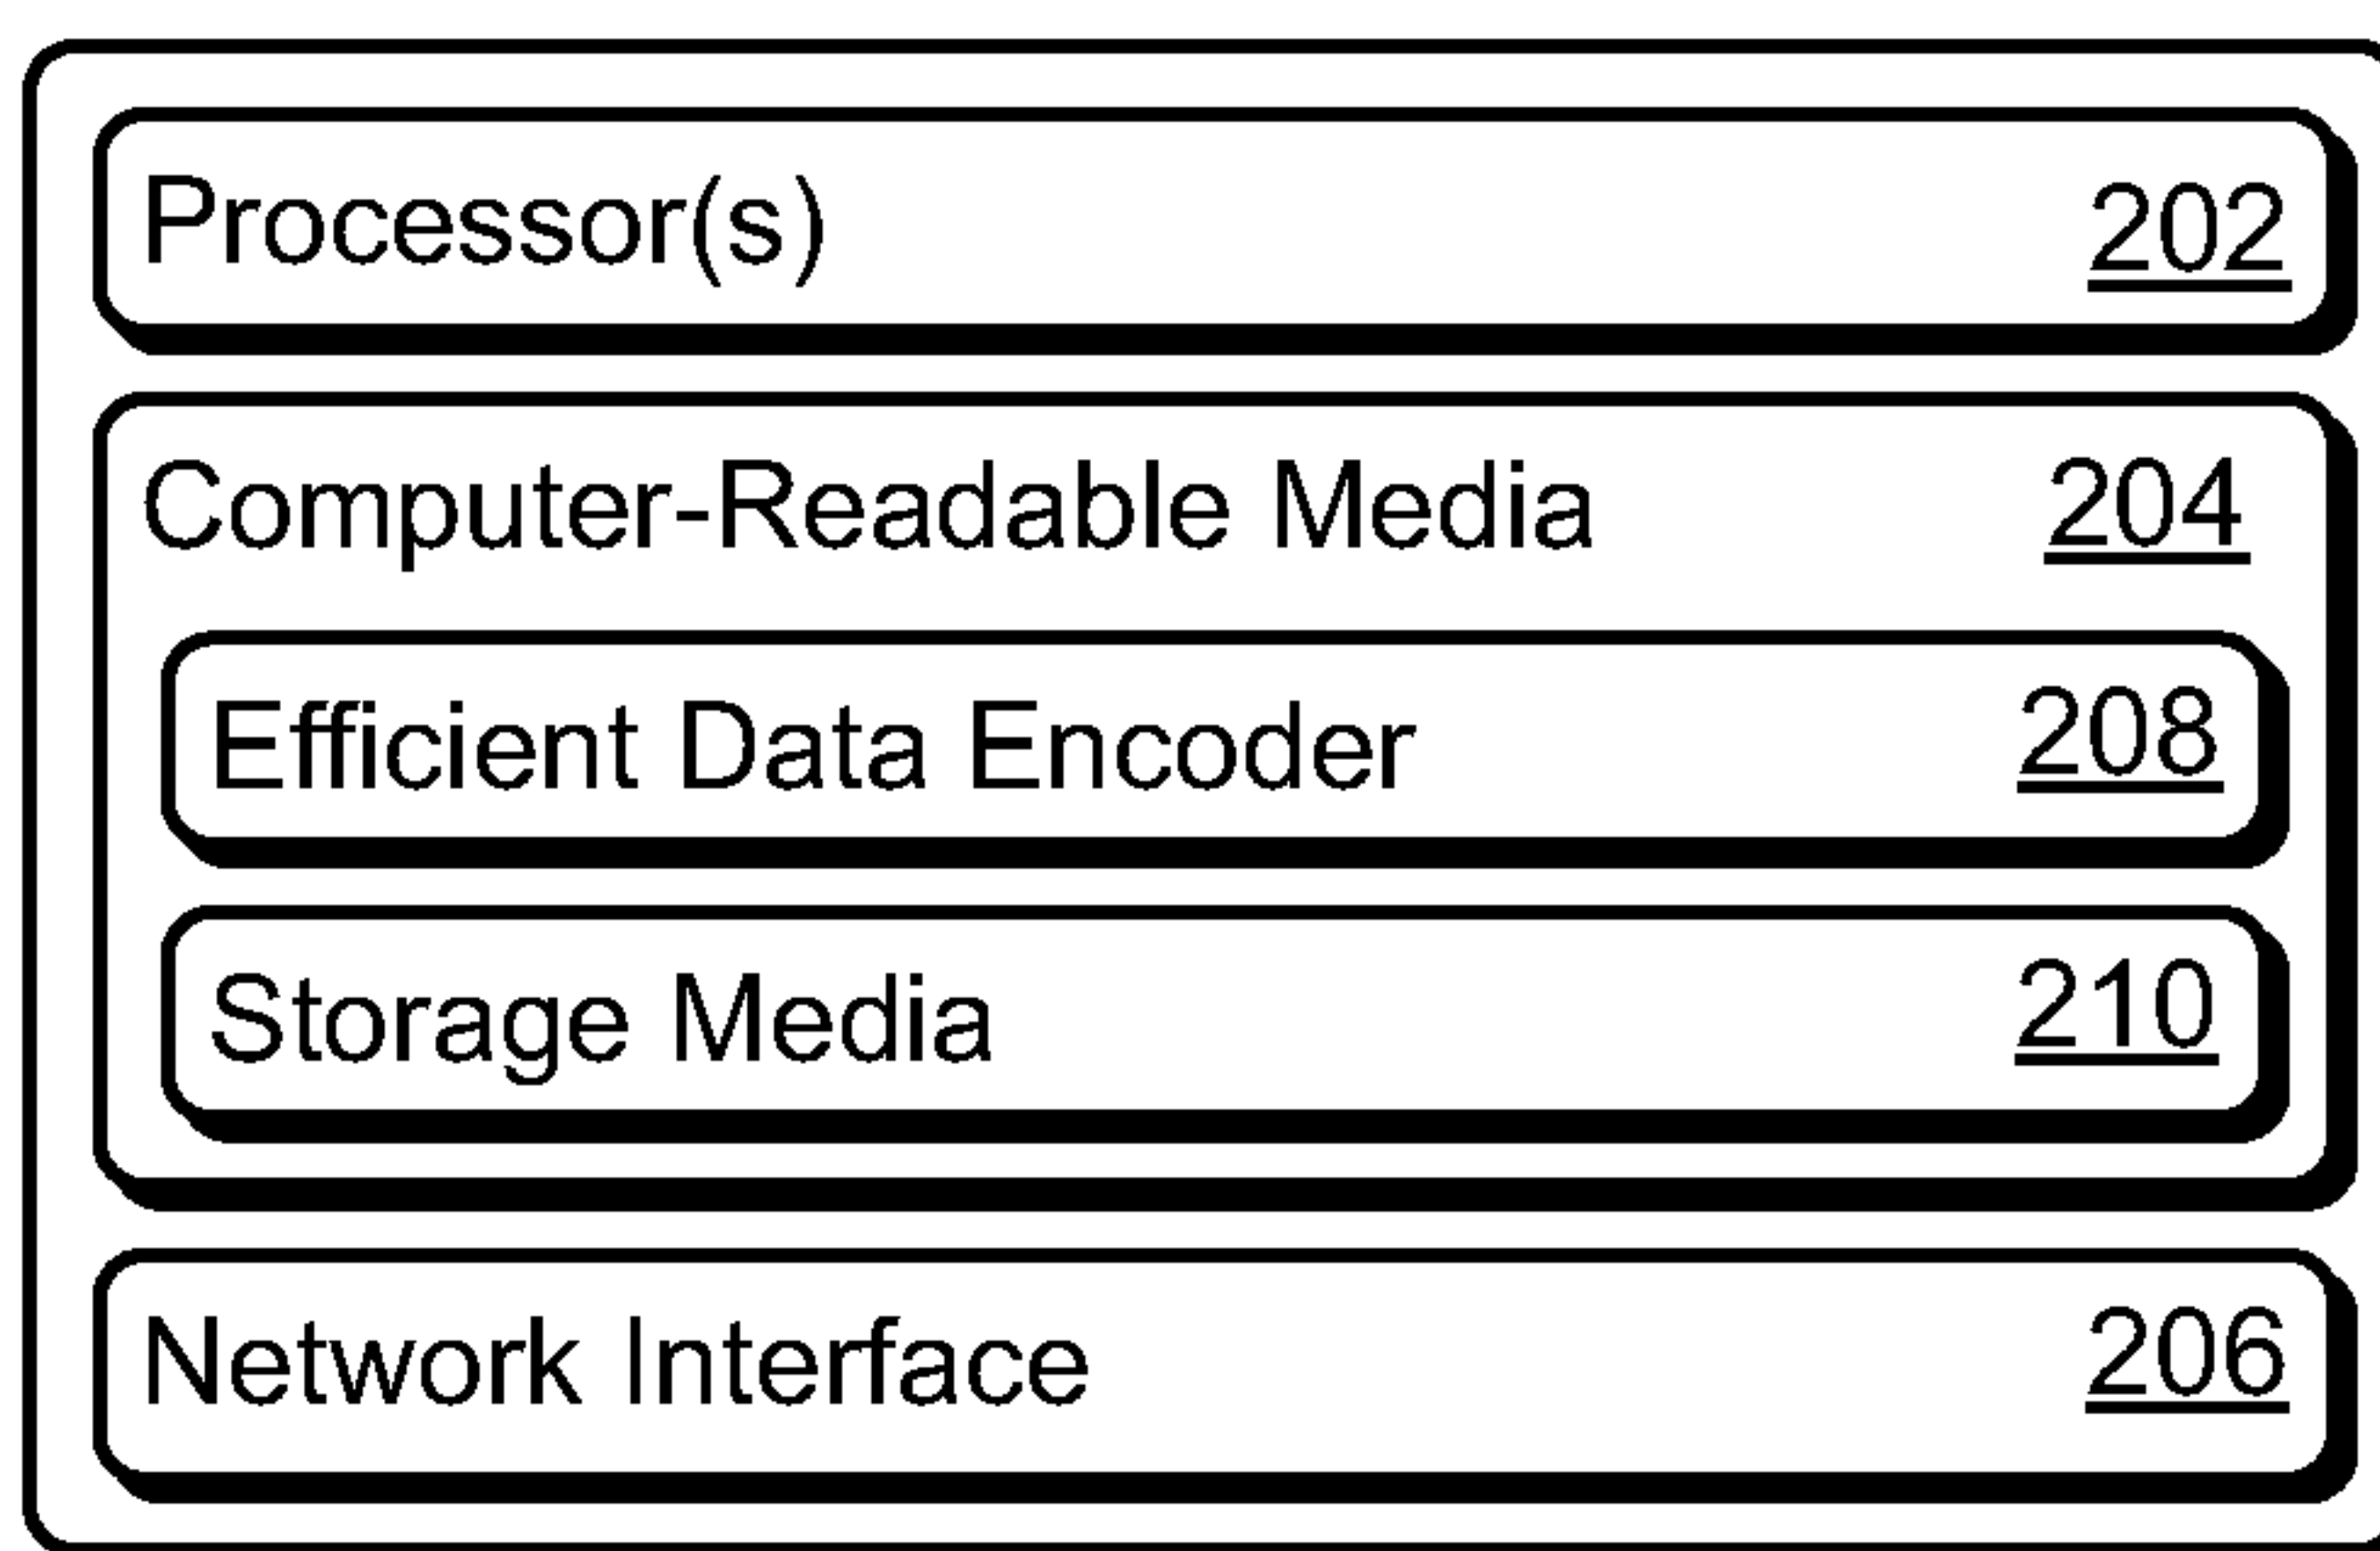 Processor(s) 202
Computer-Readable Media 204
Efficient Data Encoder 208
Storage Media 210
Network Interface 206